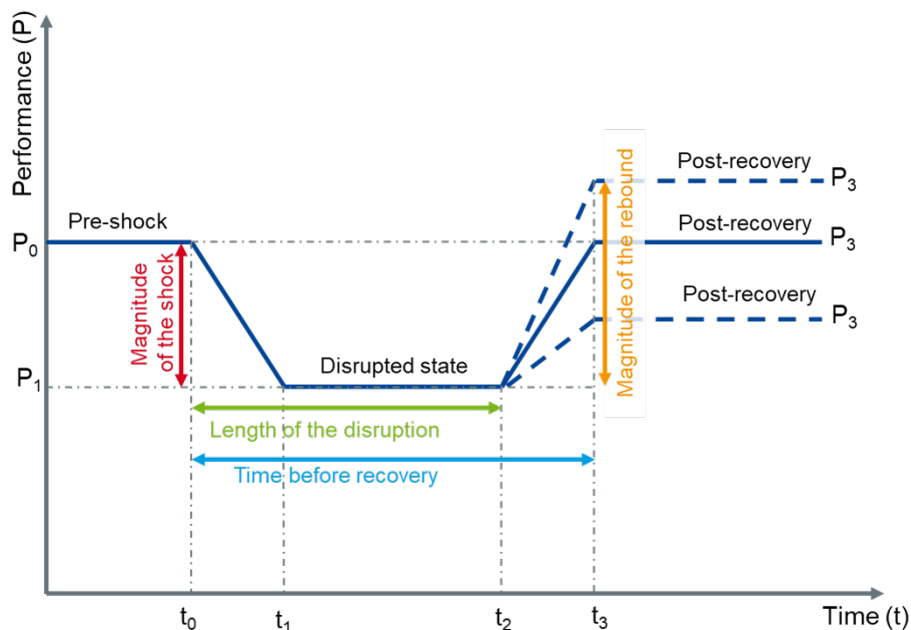 Performance (P)
Post-recovery
P3
Pre-shock
P0
Post-recovery
P3
Magnitude
of the shock
Magnitude of the rebound
Post-recovery
P3
P1
Disrupted state
Length of the disruption
Time before recovery
t0
t1
t2
t3
Time (t)